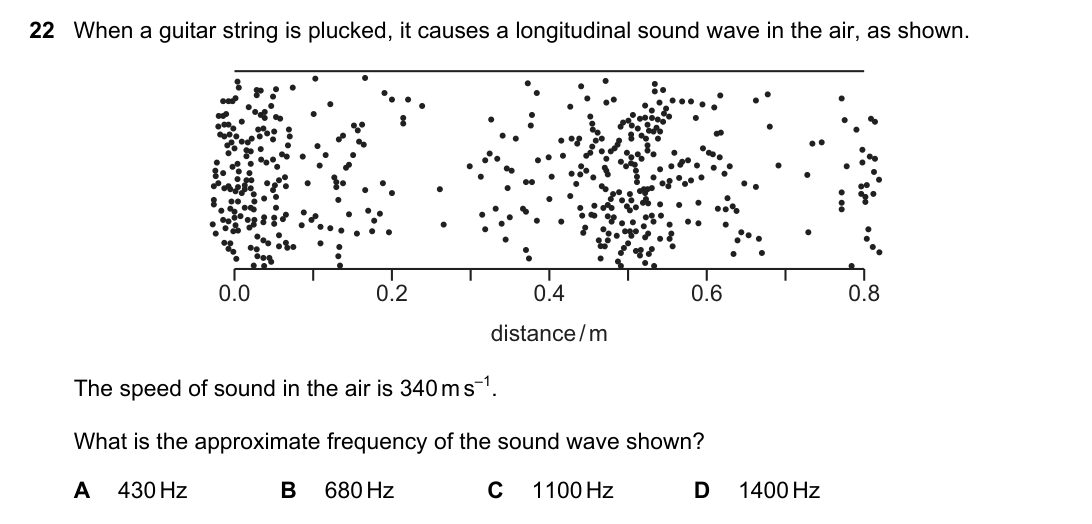 22 When a guitar string is plucked, it causes a longitudinal sound wave in the air, as shown.
0.0 0.2 0.4 0.6 0.8
distance / m
The speed of sound in the air is 340 m s⁻¹.
What is the approximate frequency of the sound wave shown?
A 430 Hz B 680 Hz C 1100 Hz D 1400 Hz